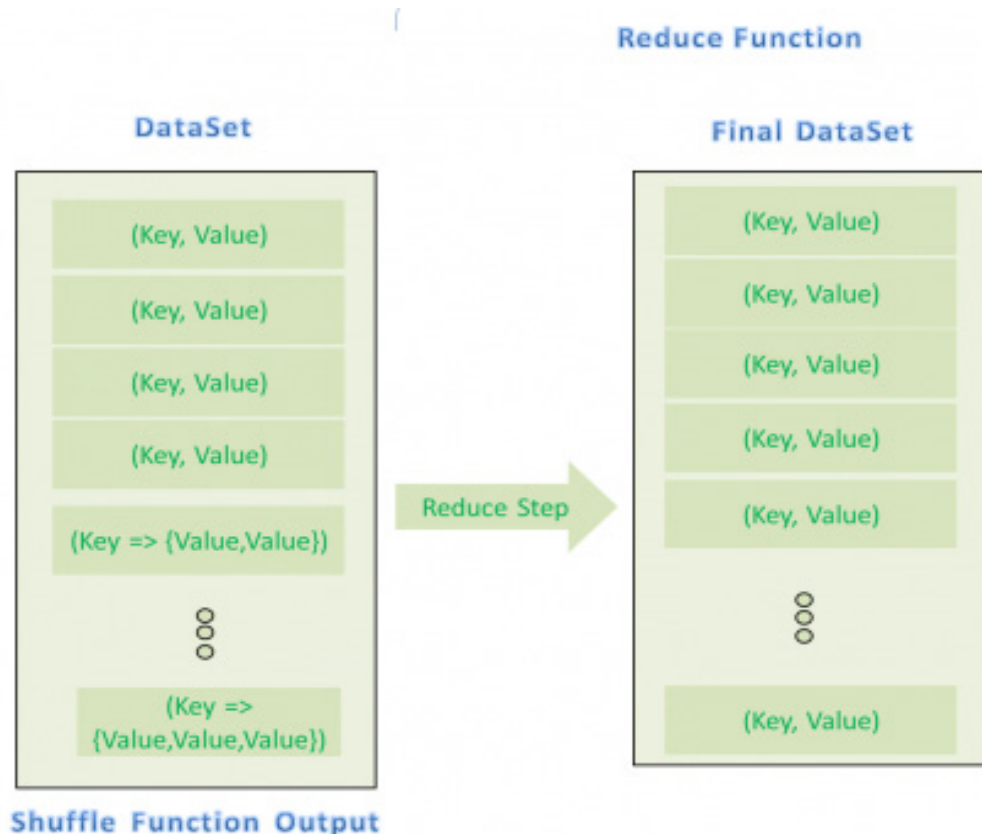 Reduce Function
DataSet
Final DataSet
(Key, Value)
(Key, Value)
(Key, Value)
(Key, Value)
(Key => {Value,Value})
(Key =>
{Value,Value,Value})
Shuffle Function Output
Reduce Step
(Key, Value)
(Key, Value)
(Key, Value)
(Key, Value)
(Key, Value)
(Key, Value)